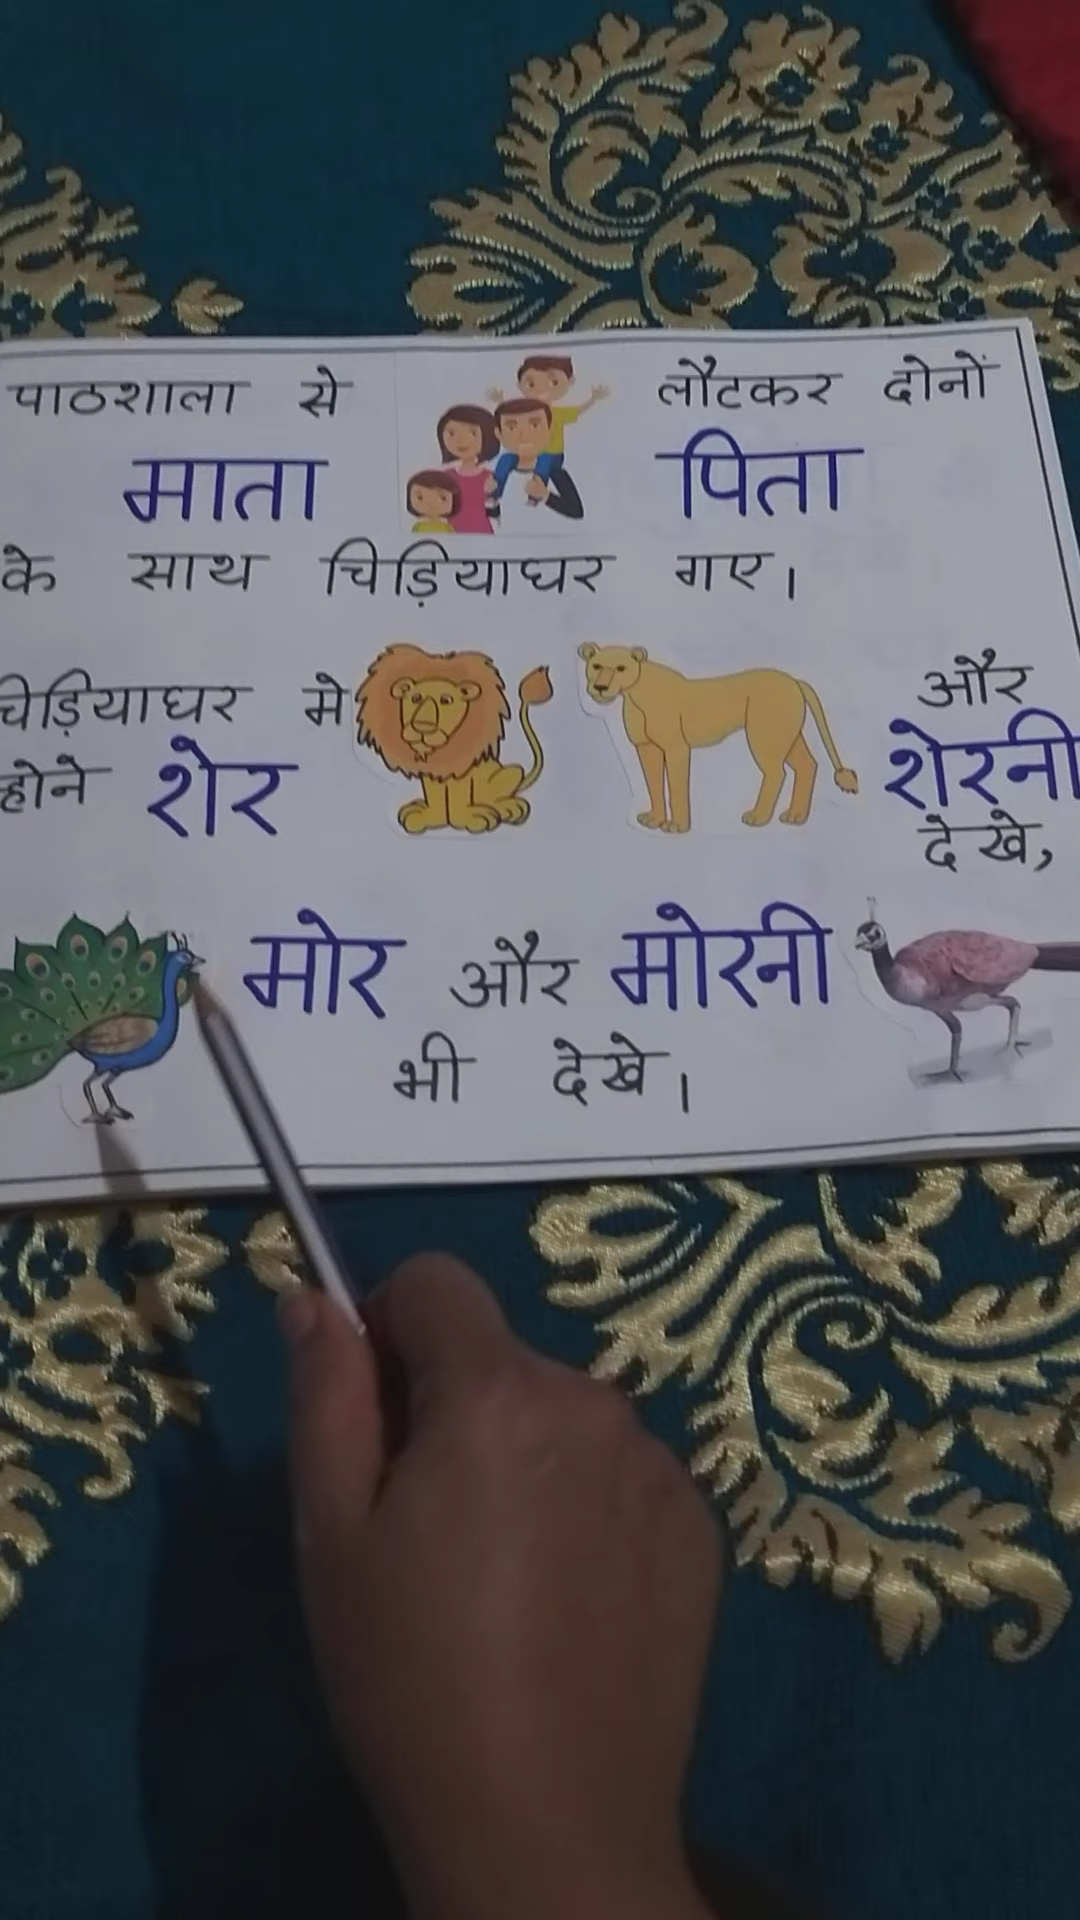 पाठशाला से लौटकर दोनों
माता पिता
के साथ चिड़ियाघर गए।
चिड़ियाघर मे और
होने शेर शेरनी
देखे,
मोर और मोरनी
भी देखे।